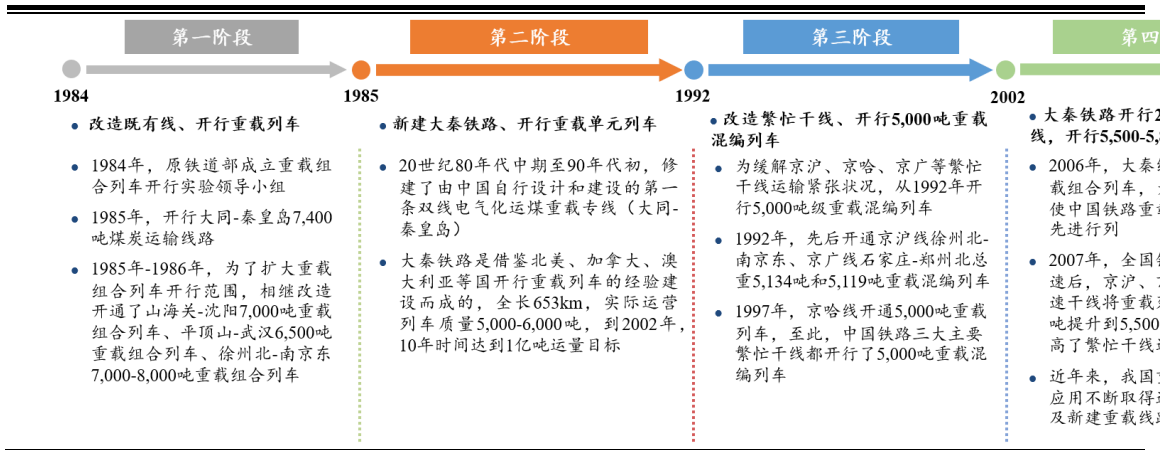 第一阶段
第二阶段
第三阶段
第四
1984
1985
1992
2002
• 改造既有线、开行重载列车
• 1984年，原铁道部成立重载组
合列车开行实验领导小组
• 1985年，开行大同-秦皇岛7,400
吨煤炭运输线路
• 1985年-1986年，为了扩大重载
组合列车开行范围，相继改造
开通了山海关-沈阳7,000吨重载
组合列车、平顶山-武汉6,500吨
重载组合列车、徐州北-南京东
7,000-8,000吨重载组合列车
• 新建大秦铁路、开行重载单元列车
• 20世纪80年代中期至90年代初，修
建了由中国自行设计和建设的第一
条双线电气化运煤重载专线（大同-
秦皇岛）
• 大秦铁路是借鉴北美、加拿大、澳
大利亚等国开行重载列车的经验建
设而成的，全长653km，实际运营
列车质量5,000-6,000吨，到2002年，
10年时间达到1亿吨运量目标
• 改造繁忙干线、开行5,000吨重载
混编列车
• 为缓解京沪、京哈、京广等繁忙
干线运输紧张状况，从1992年开
行5,000吨级重载混编列车
• 1992年，先后开通京沪线徐州北-
南京东、京广线石家庄-郑州北总
重5,134吨和5,119吨重载混编列车
• 1997年，京哈线开通5,000吨重载
列车，至此，中国铁路三大主要
繁忙干线都开行了5,000吨重载混
编列车
• 大秦铁路开行2
线，开行5,500-5,8
• 2006年，大秦
载组合列车，
使中国铁路重
先进行列
• 2007年，全国
速后，京沪、
速干线将重载
吨提升到5,500
高了繁忙干线
• 近年来，我国
应用不断取得
及新建重载线